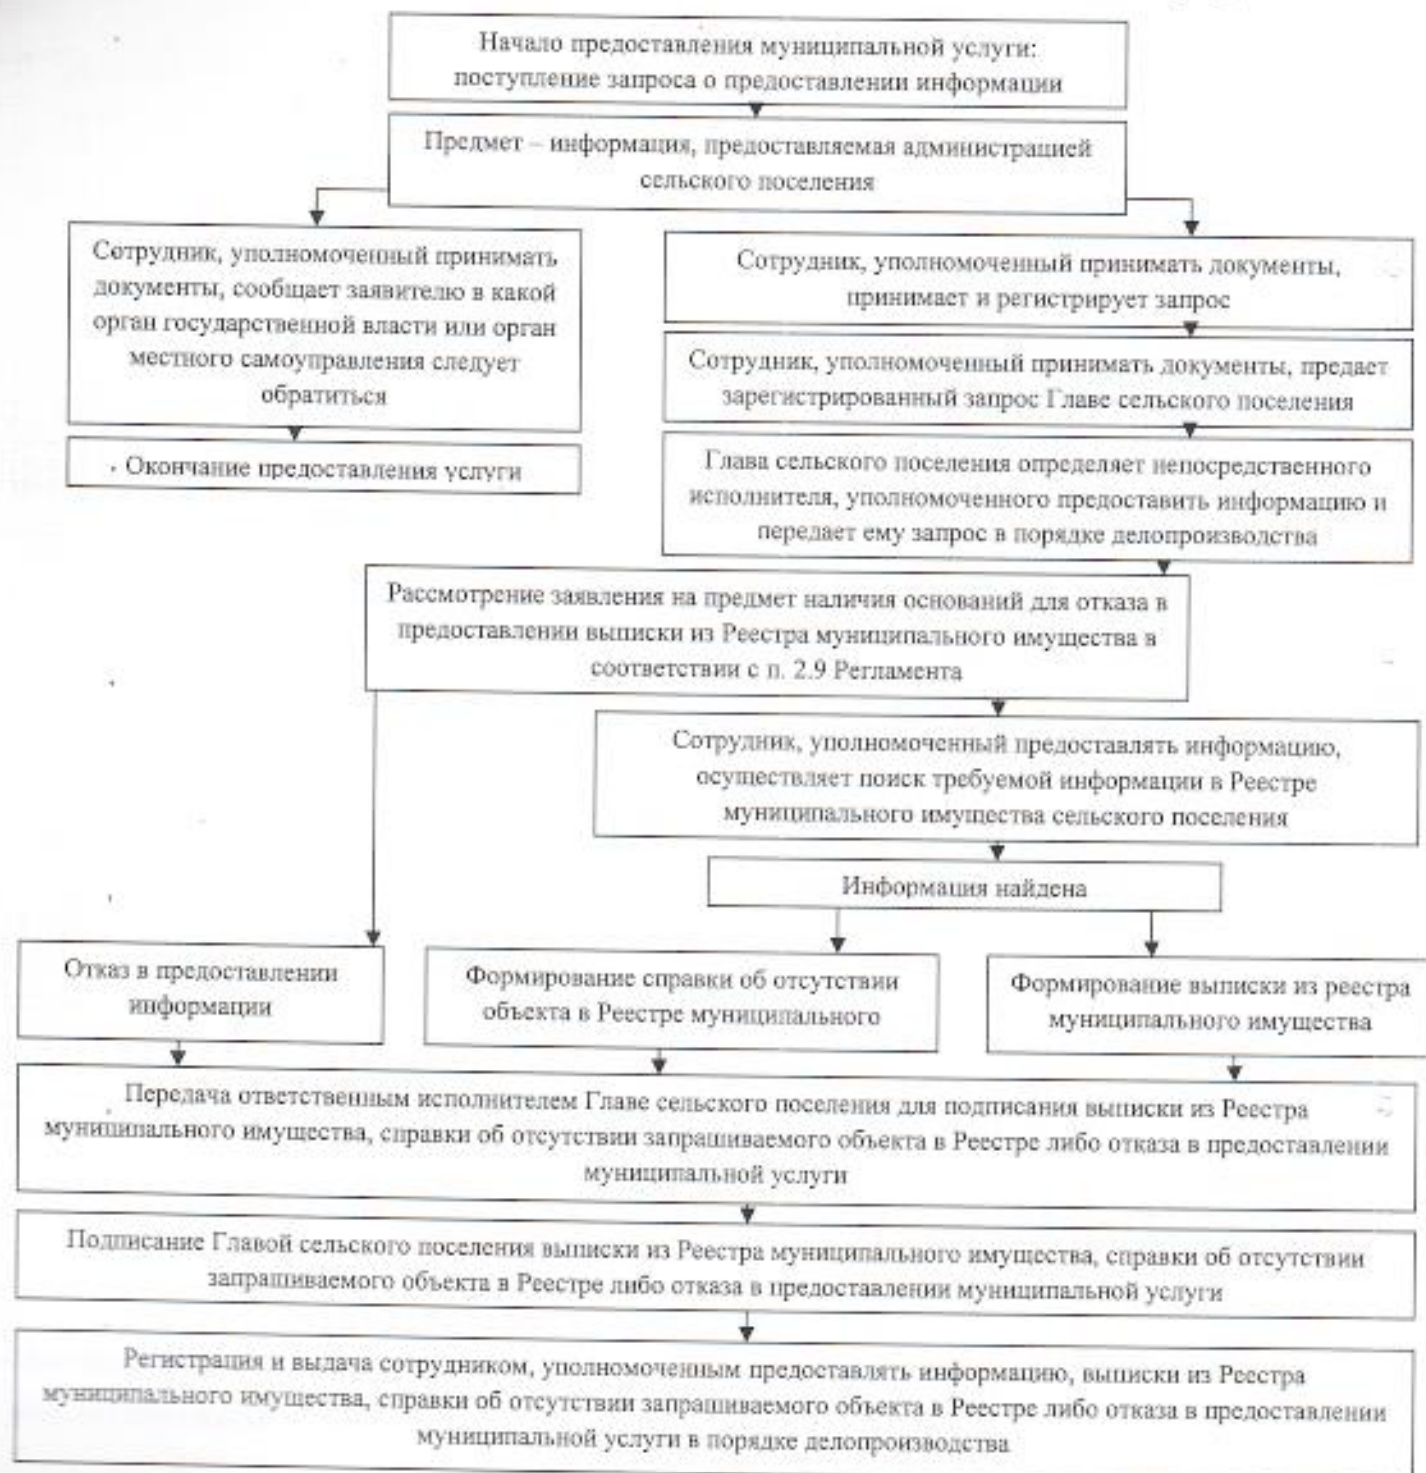 Начало предоставления муниципальной услуги:
поступление запроса о предоставлении информации
Предмет – информация, предоставляемая администрацией
сельского поселения
Сотрудник, уполномоченный принимать
документы, сообщает заявителю в какой
орган государственной власти или орган
местного самоуправления следует
обратиться
Окончание предоставления услуги
Сотрудник, уполномоченный принимать документы,
принимает и регистрирует запрос
Сотрудник, уполномоченный принимать документы, предает
зарегистрированный запрос Главе сельского поселения
Глава сельского поселения определяет непосредственного
исполнителя, уполномоченного предоставить информацию и
передает ему запрос в порядке делопроизводства
Рассмотрение заявления на предмет наличия оснований для отказа в
предоставлении выписки из Реестра муниципального имущества в
соответствии с п. 2.9 Регламента
Сотрудник, уполномоченный предоставлять информацию,
осуществляет поиск требуемой информации в Реестре
муниципального имущества сельского поселения
Информация найдена
Отказ в предоставлении
информации
Формирование справки об отсутствии
объекта в Реестре муниципального
Формирование выписки из реестра
муниципального имущества
Передача ответственным исполнителем Главе сельского поселения для подписания выписки из Реестра
муниципального имущества, справки об отсутствии запрашиваемого объекта в Реестре либо отказа в предоставлении
муниципальной услуги
Подписание Главой сельского поселения выписки из Реестра муниципального имущества, справки об отсутствии
запрашиваемого объекта в Реестре либо отказа в предоставлении муниципальной услуги
Регистрация и выдача сотрудником, уполномоченным предоставлять информацию, выписки из Реестра
муниципального имущества, справки об отсутствии запрашиваемого объекта в Реестре либо отказа в предоставлении
муниципальной услуги в порядке делопроизводства